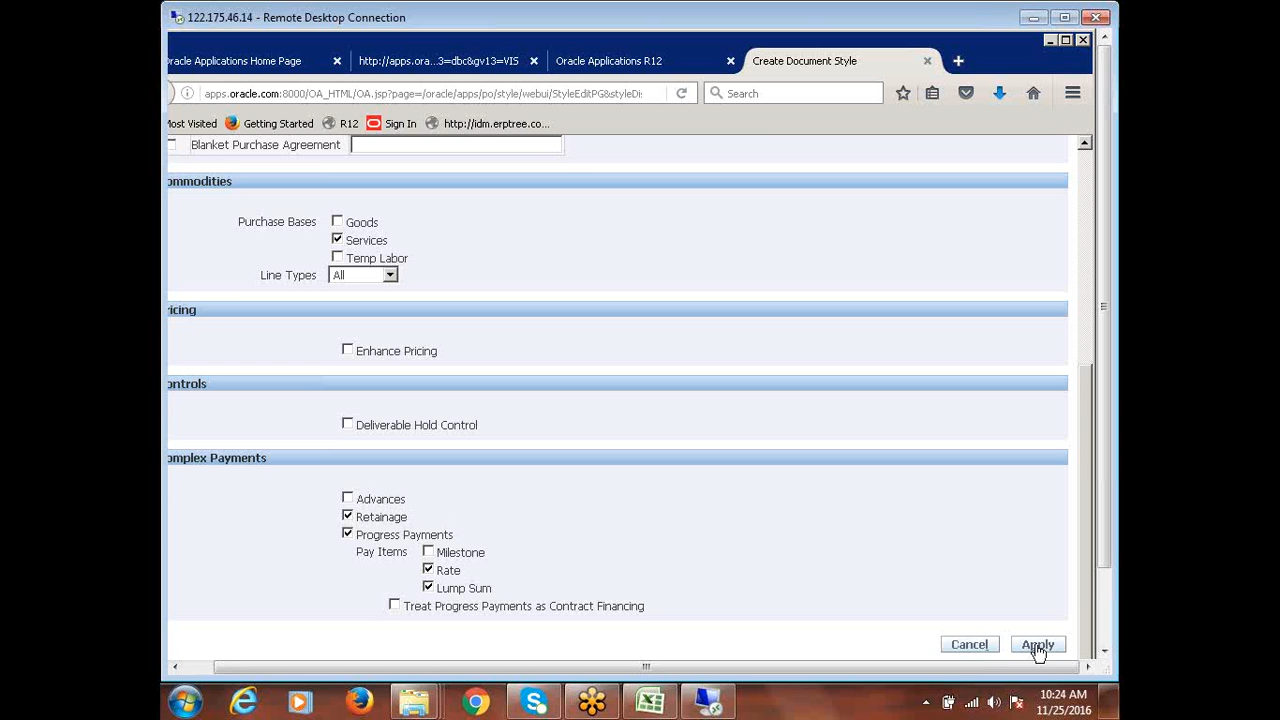 122.175.46.14 - Remote Desktop Connection
racle Applications Home Page
http://apps.ora...3=dbc&gv13=VIS
Oracle Applications R12
Create Document Style
apps.oracle.com:8000/OA_HTML/OA.jsp?page=/oracle/apps/po/style/webui/StyleEditPG&styleDis
Search
Most Visited
Getting Started
R12
Sign In
http://idm.erptree.co...
Blanket Purchase Agreement
ommodities
Purchase Bases
Goods
Services
Temp Labor
Line Types
All
ricing
Enhance Pricing
ontrols
Deliverable Hold Control
omplex Payments
Advances
Retainage
Progress Payments
Pay Items
Milestone
Rate
Lump Sum
Treat Progress Payments as Contract Financing
Cancel
Apply
10:24 AM
11/25/2016